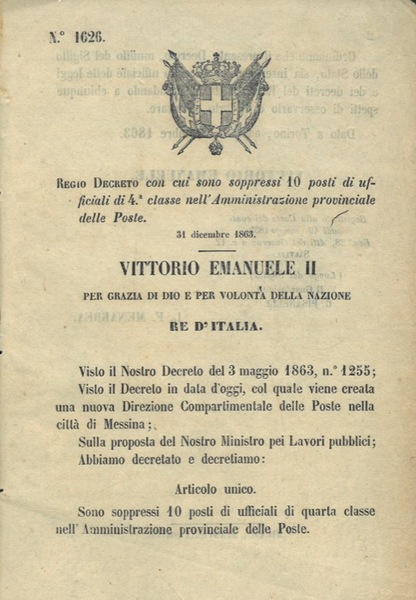 N.° 1626.
REGIO DECRETO con cui sono soppressi 10 posti di uf-
ficiali di 4.ª classe nell'Amministrazione provinciale
delle Poste.
31 dicembre 1863.
VITTORIO EMANUELE II
PER GRAZIA DI DIO E PER VOLONTÀ DELLA NAZIONE
RE D'ITALIA.
Visto il Nostro Decreto del 3 maggio 1863, n.° 1255;
Visto il Decreto in data d'oggi, col quale viene creata
una nuova Direzione Compartimentale delle Poste nella
città di Messina;
Sulla proposta del Nostro Ministro pei Lavori pubblici;
Abbiamo decretato e decretiamo:
Articolo unico.
Sono soppressi 10 posti di ufficiali di quarta classe
nell'Amministrazione provinciale delle Poste.